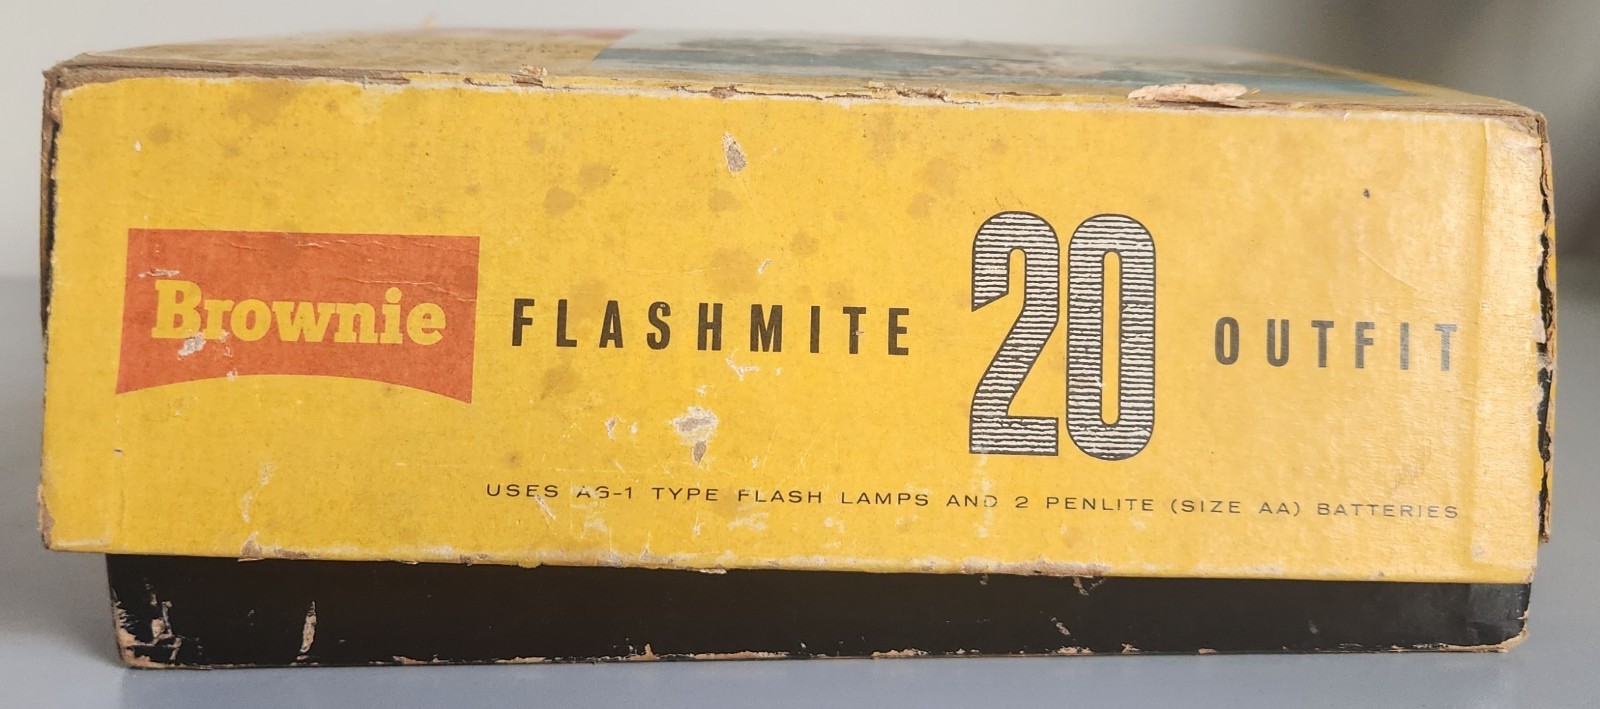 Brownie FLASHMITE 20 OUTFIT
USES AG-1 TYPE FLASH LAMPS AND 2 PENLITE (SIZE AA) BATTERIES